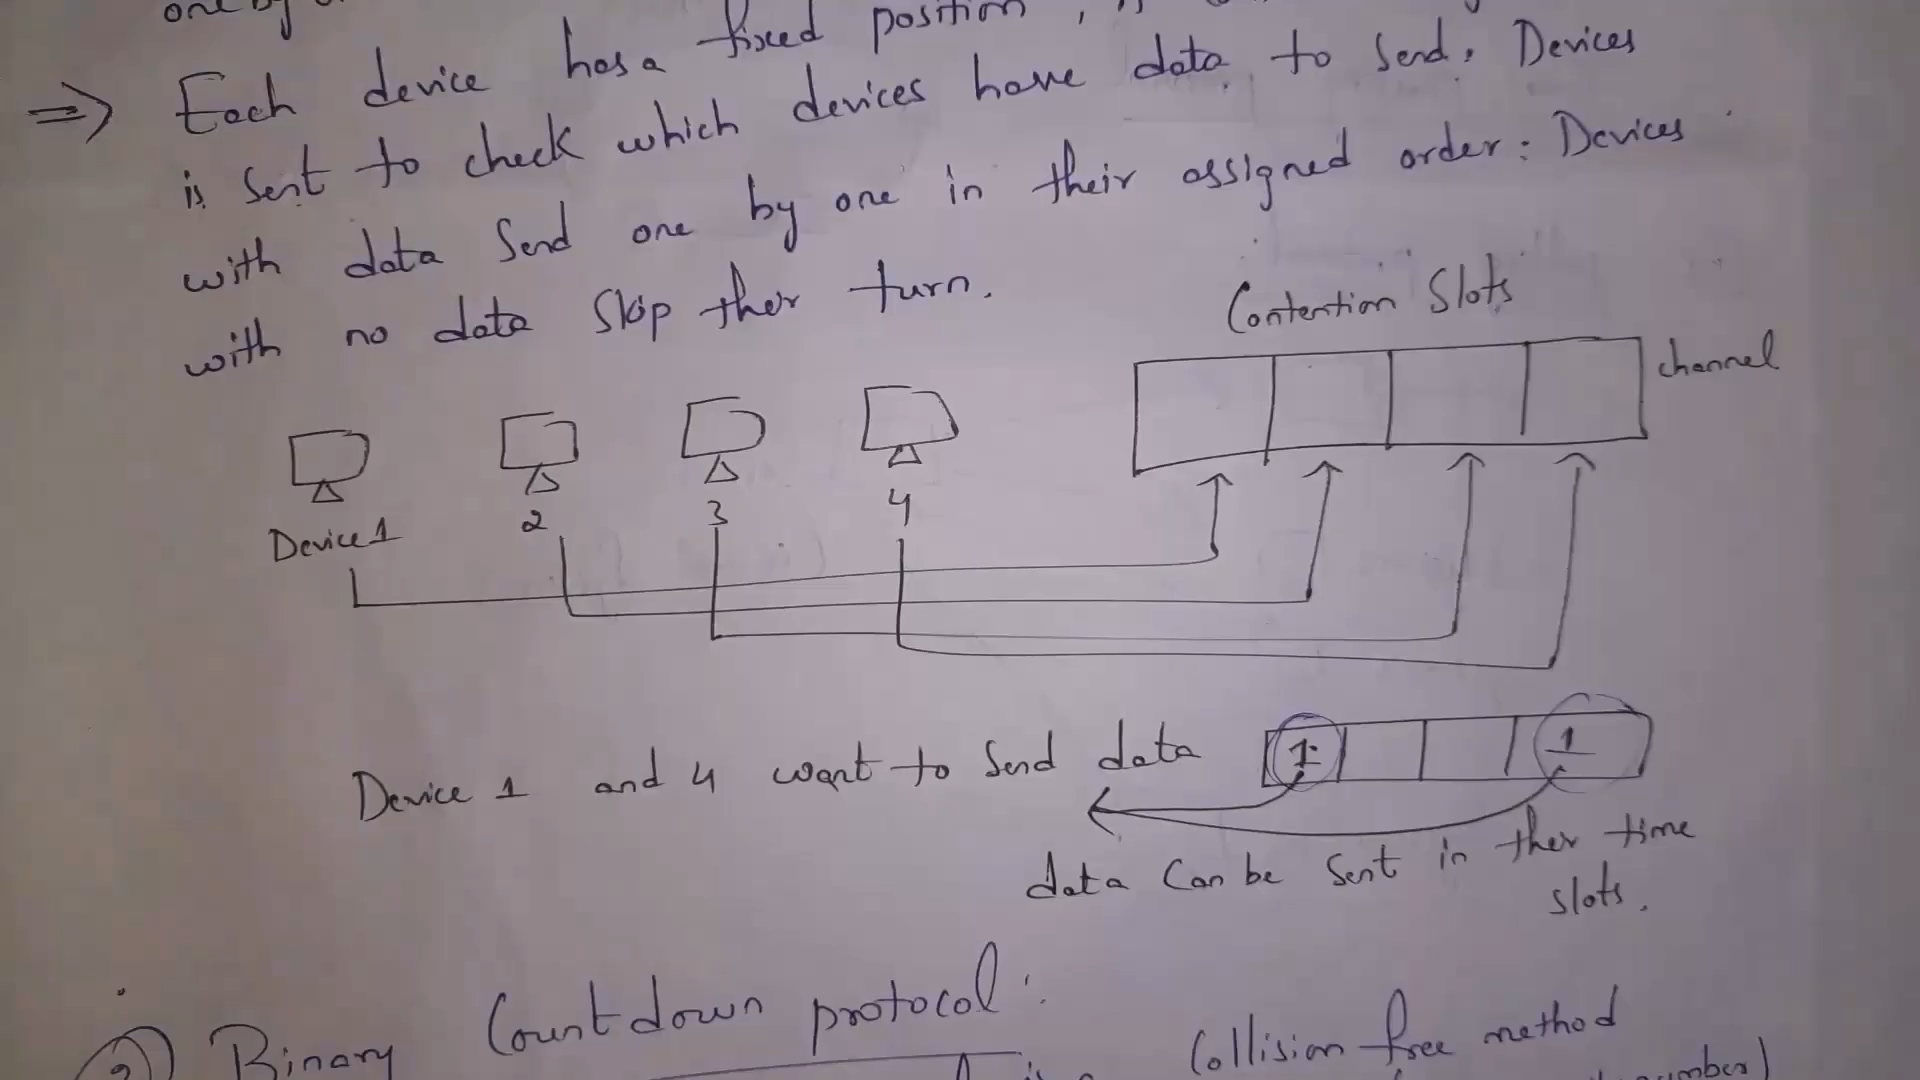 one by
⇒ Each device has a fixed position,
is sent to check which devices have data to send. Devices
with data send one by one in their assigned order. Devices
with no data skip their turn.
Contention Slots
channel
Device 1
2
3
4
Device 1 and 4 want to send data
1
1
data can be sent in their time
slots.
Binary Countdown protocol:
Collision free method
number)